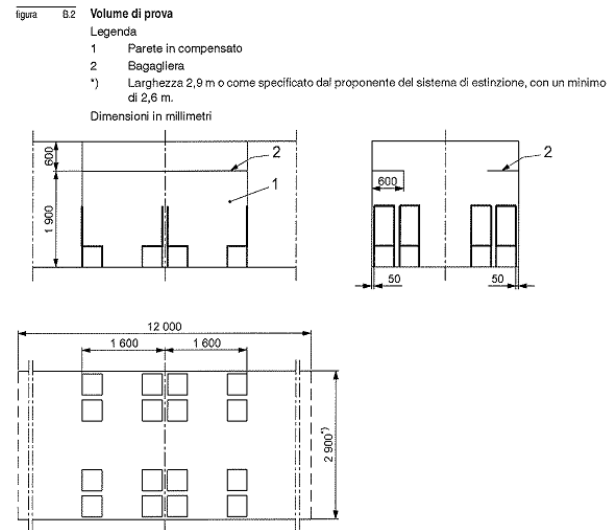 figura B.2 Volume di prova
Legenda
1 Parete in compensato
2 Bagagliera
*) Larghezza 2,9 m o come specificato dal proponente del sistema di estinzione, con un minimo
di 2,6 m.
Dimensioni in millimetri
600
2
1
1 900
2
600
50
50
12 000
1 600
1 600
2 900*)